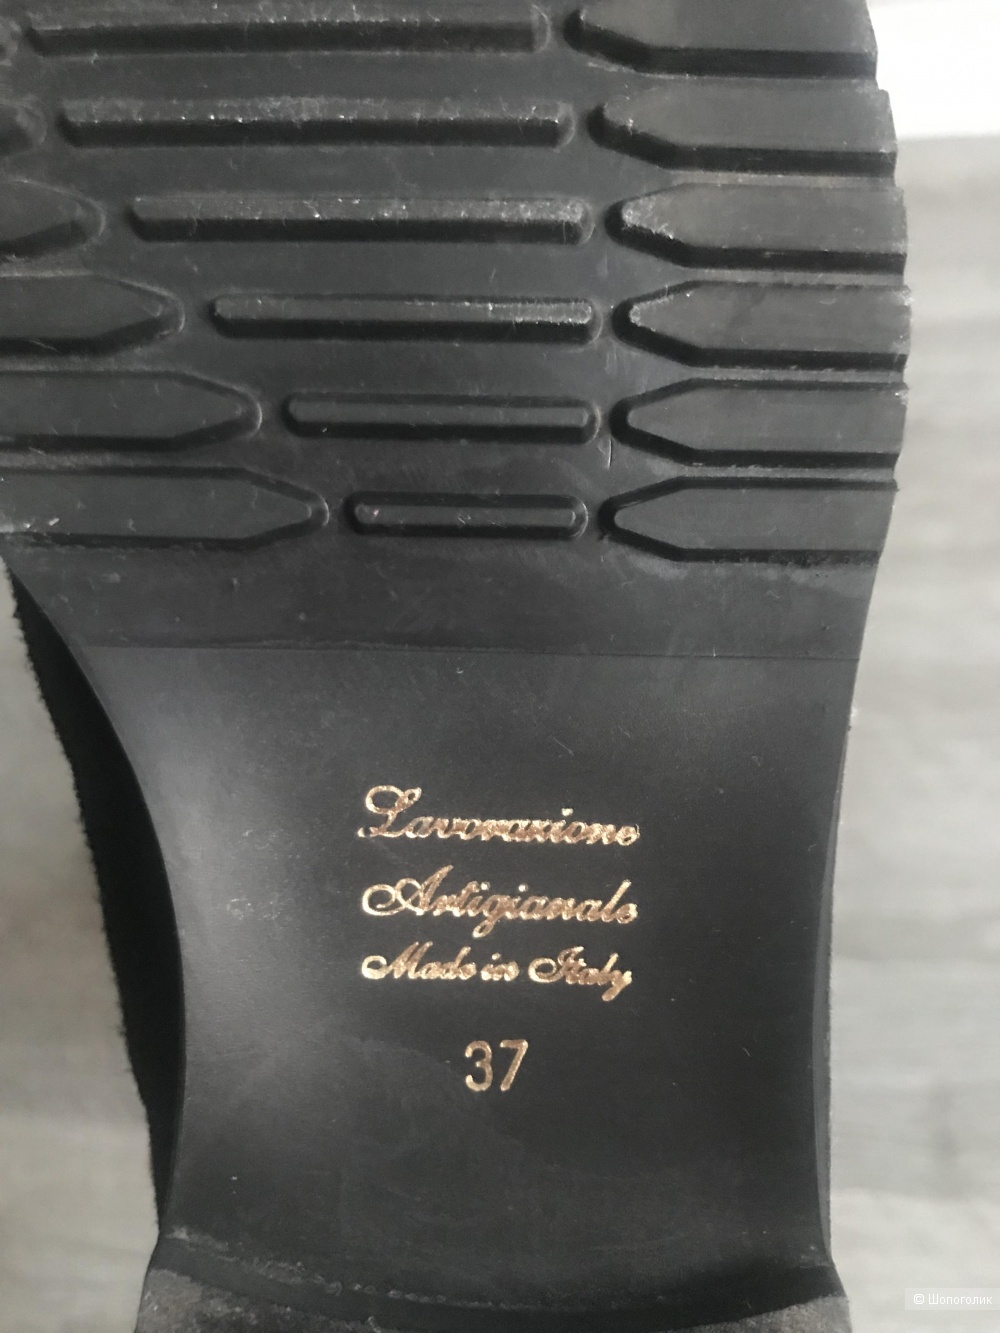 Lavorazione
Artigianale
Made in Italy
37
© Шопоголик